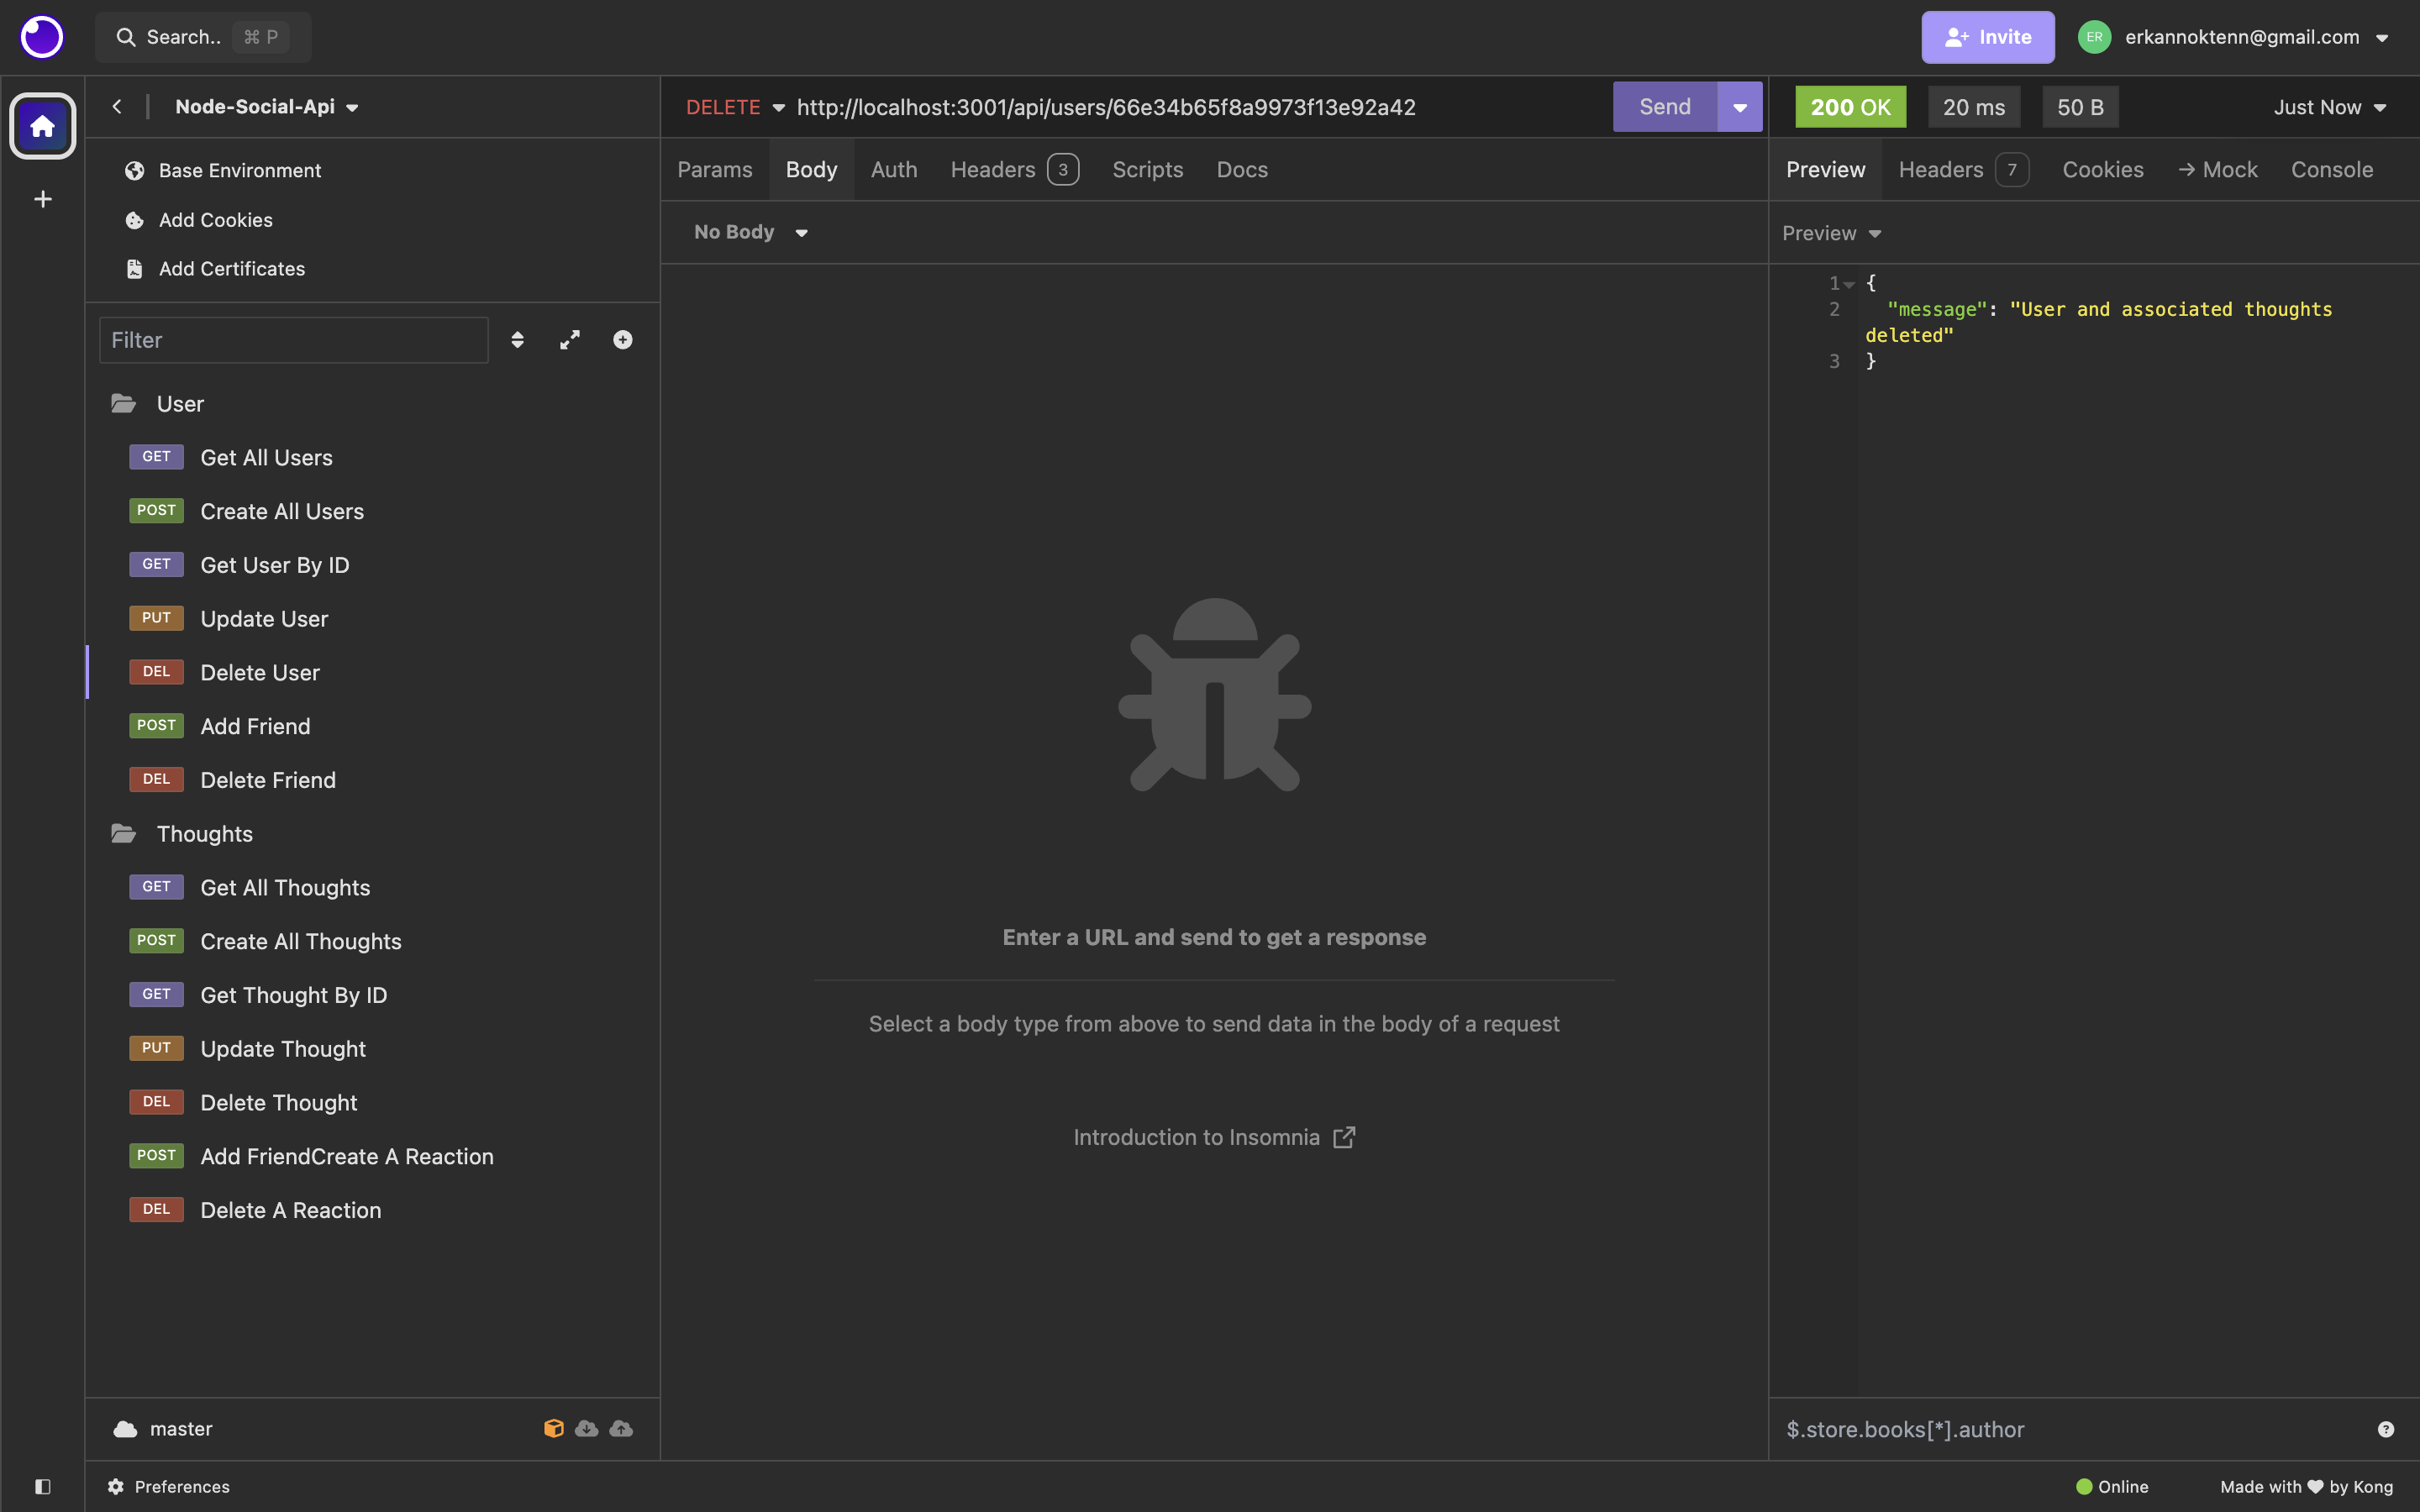 Search.. ⌘ P
Invite
ER erkannoktenn@gmail.com
Node-Social-Api
Base Environment
Add Cookies
Add Certificates
Filter
User
GET Get All Users
POST Create All Users
GET Get User By ID
PUT Update User
DEL Delete User
POST Add Friend
DEL Delete Friend
Thoughts
GET Get All Thoughts
POST Create All Thoughts
GET Get Thought By ID
PUT Update Thought
DEL Delete Thought
POST Add FriendCreate A Reaction
DEL Delete A Reaction
master
Preferences
DELETE http://localhost:3001/api/users/66e34b65f8a9973f13e92a42 Send
Params Body Auth Headers 3 Scripts Docs
No Body
Enter a URL and send to get a response
Select a body type from above to send data in the body of a request
Introduction to Insomnia
200 OK 20 ms 50 B Just Now
Preview Headers 7 Cookies → Mock Console
Preview
1 {
2 "message": "User and associated thoughts
deleted"
3 }
$.store.books[*].author
Online Made with ♥ by Kong